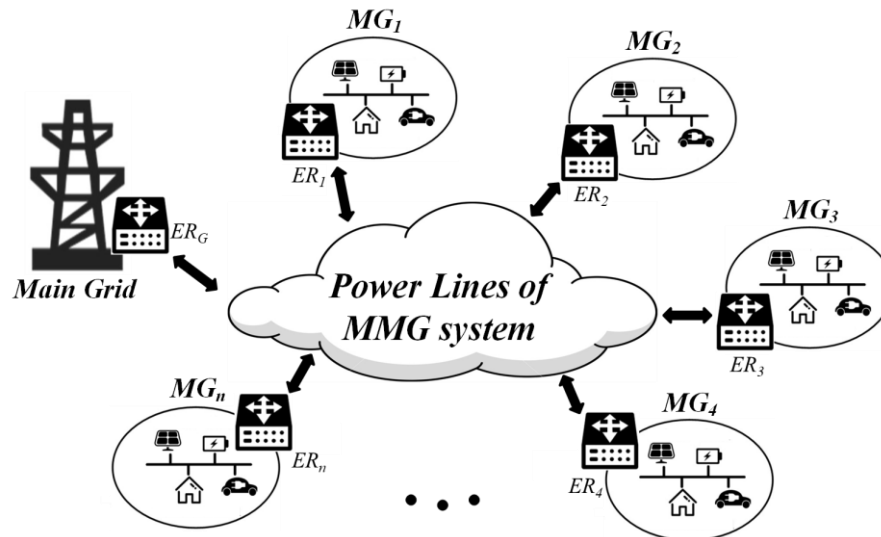 MG1
MG2
ER1
ER2
MG3
ERG
Main Grid
Power Lines of
MMG system
ER3
MGn
MG4
ERn
ER4
...